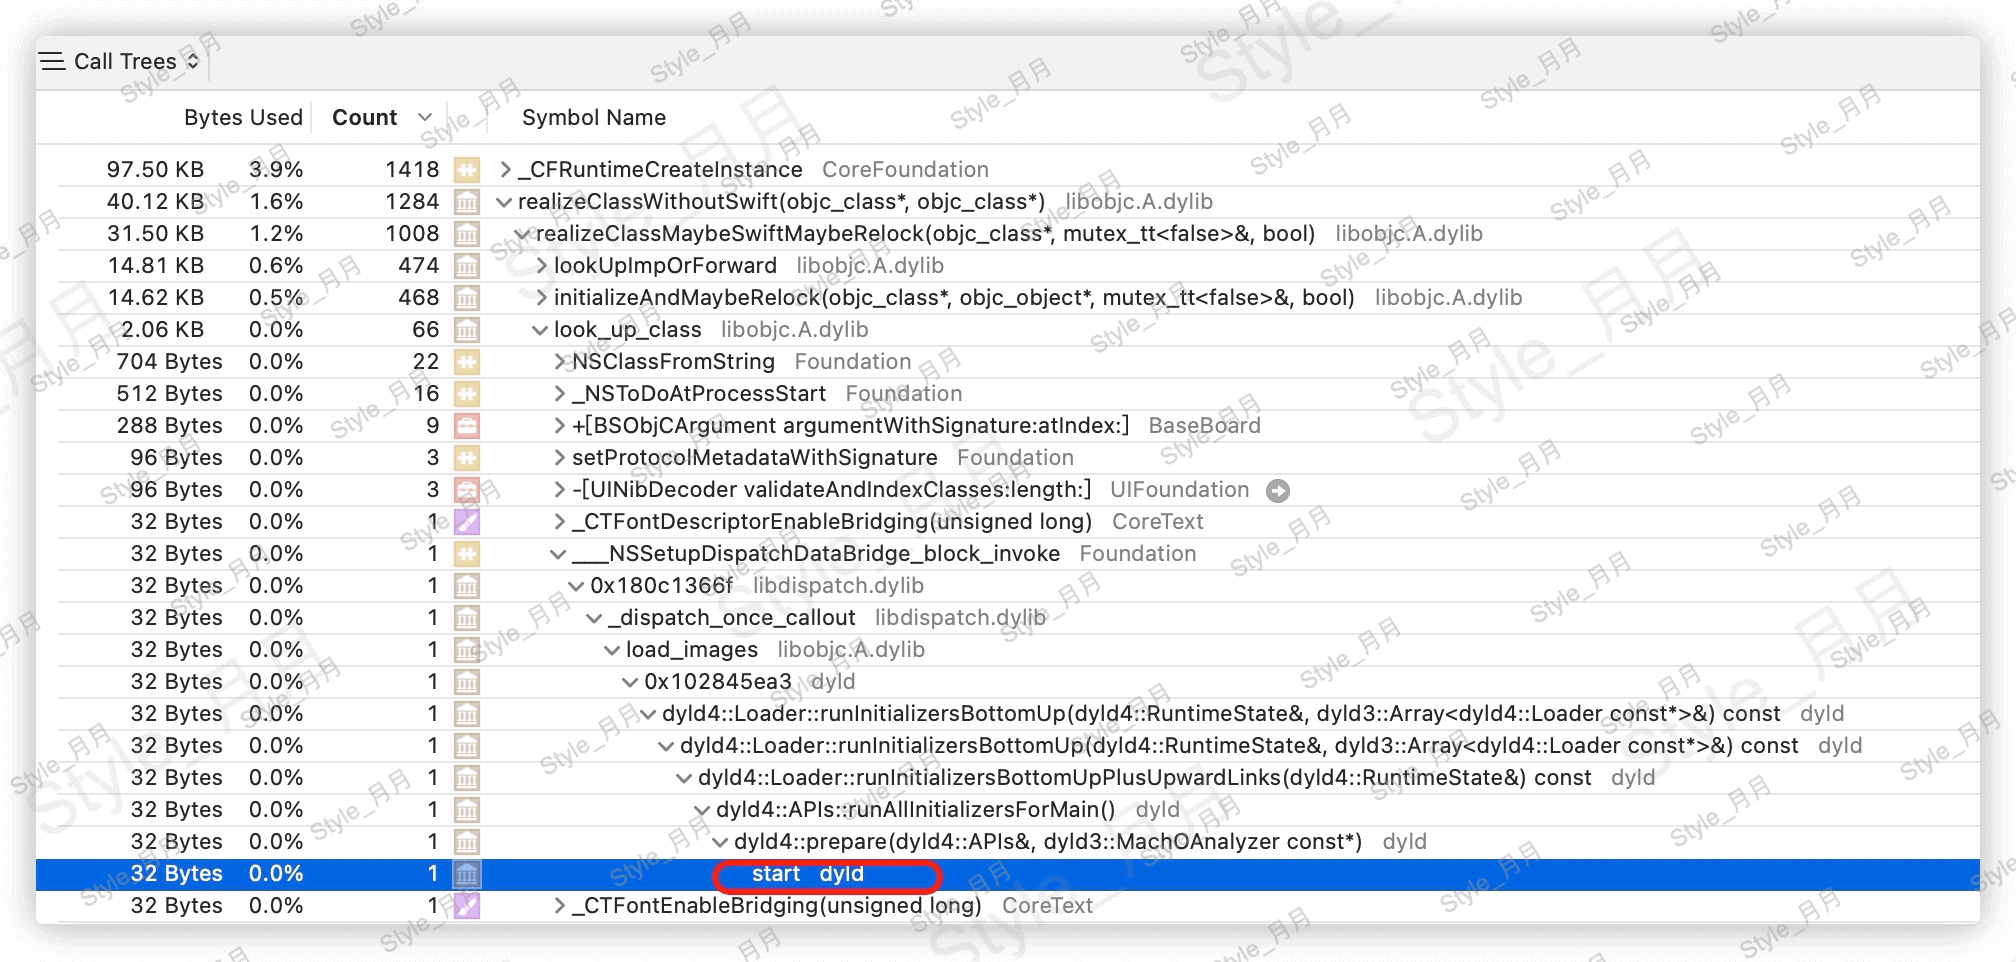 Call Trees
Bytes Used Count Symbol Name
97.50 KB 3.9% 1418 _CFRuntimeCreateInstance CoreFoundation
40.12 KB 1.6% 1284 realizeClassWithoutSwift(objc_class*, objc_class*) libobjc.A.dylib
31.50 KB 1.2% 1008 realizeClassMaybeSwiftMaybeRelock(objc_class*, mutex_tt<false>&, bool) libobjc.A.dylib
14.81 KB 0.6% 474 lookUpImpOrForward libobjc.A.dylib
14.62 KB 0.5% 468 initializeAndMaybeRelock(objc_class*, objc_object*, mutex_tt<false>&, bool) libobjc.A.dylib
2.06 KB 0.0% 66 look_up_class libobjc.A.dylib
704 Bytes 0.0% 22 NSClassFromString Foundation
512 Bytes 0.0% 16 _NSToDoAtProcessStart Foundation
288 Bytes 0.0% 9 +[BSObjCArgument argumentWithSignature:atIndex:] BaseBoard
96 Bytes 0.0% 3 setProtocolMetadataWithSignature Foundation
96 Bytes 0.0% 3 -[UINibDecoder validateAndIndexClasses:length:] UIFoundation
32 Bytes 0.0% 1 _CTFontDescriptorEnableBridging(unsigned long) CoreText
32 Bytes 0.0% 1 ___NSSetupDispatchDataBridge_block_invoke Foundation
32 Bytes 0.0% 1 0x180c1366f libdispatch.dylib
32 Bytes 0.0% 1 _dispatch_once_callout libdispatch.dylib
32 Bytes 0.0% 1 load_images libobjc.A.dylib
32 Bytes 0.0% 1 0x102845ea3 dyld
32 Bytes 0.0% 1 dyld4::Loader::runInitializersBottomUp(dyld4::RuntimeState&, dyld3::Array<dyld4::Loader const*>&) const dyld
32 Bytes 0.0% 1 dyld4::Loader::runInitializersBottomUp(dyld4::RuntimeState&, dyld3::Array<dyld4::Loader const*>&) const dyld
32 Bytes 0.0% 1 dyld4::Loader::runInitializersBottomUpPlusUpwardLinks(dyld4::RuntimeState&) const dyld
32 Bytes 0.0% 1 dyld4::APIs::runAllInitializersForMain() dyld
32 Bytes 0.0% 1 dyld4::prepare(dyld4::APIs&, dyld3::MachOAnalyzer const*) dyld
32 Bytes 0.0% 1 start dyld
32 Bytes 0.0% 1 _CTFontEnableBridging(unsigned long) CoreText
Style_月月